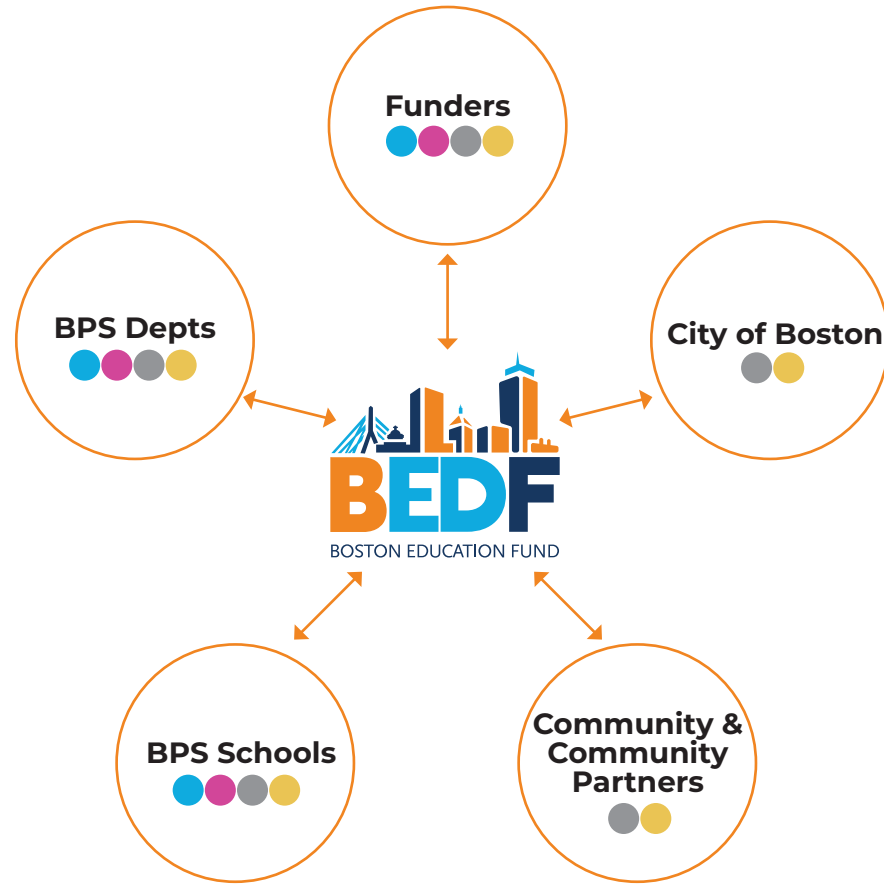 Funders
BPS Depts
City of Boston
BEDF
BOSTON EDUCATION FUND
BPS Schools
Community &
Community
Partners